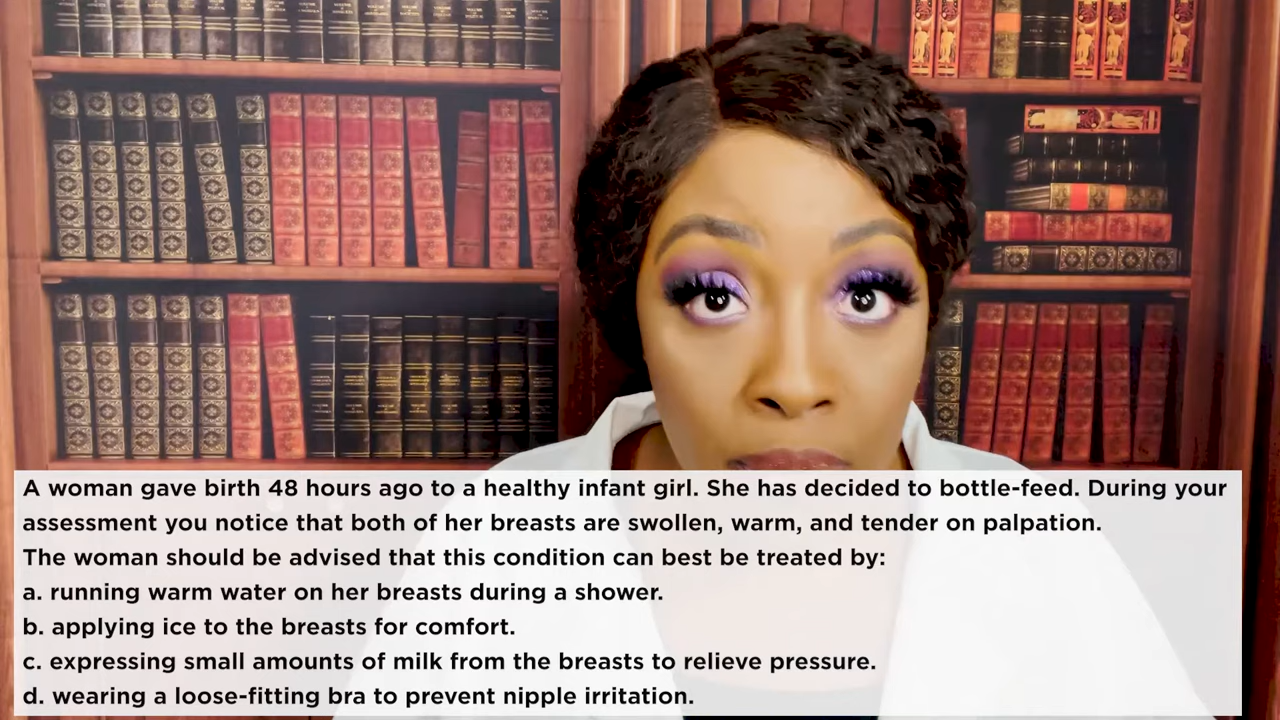 A woman gave birth 48 hours ago to a healthy infant girl. She has decided to bottle-feed. During your
assessment you notice that both of her breasts are swollen, warm, and tender on palpation.
The woman should be advised that this condition can best be treated by:
a. running warm water on her breasts during a shower.
b. applying ice to the breasts for comfort.
c. expressing small amounts of milk from the breasts to relieve pressure.
d. wearing a loose-fitting bra to prevent nipple irritation.